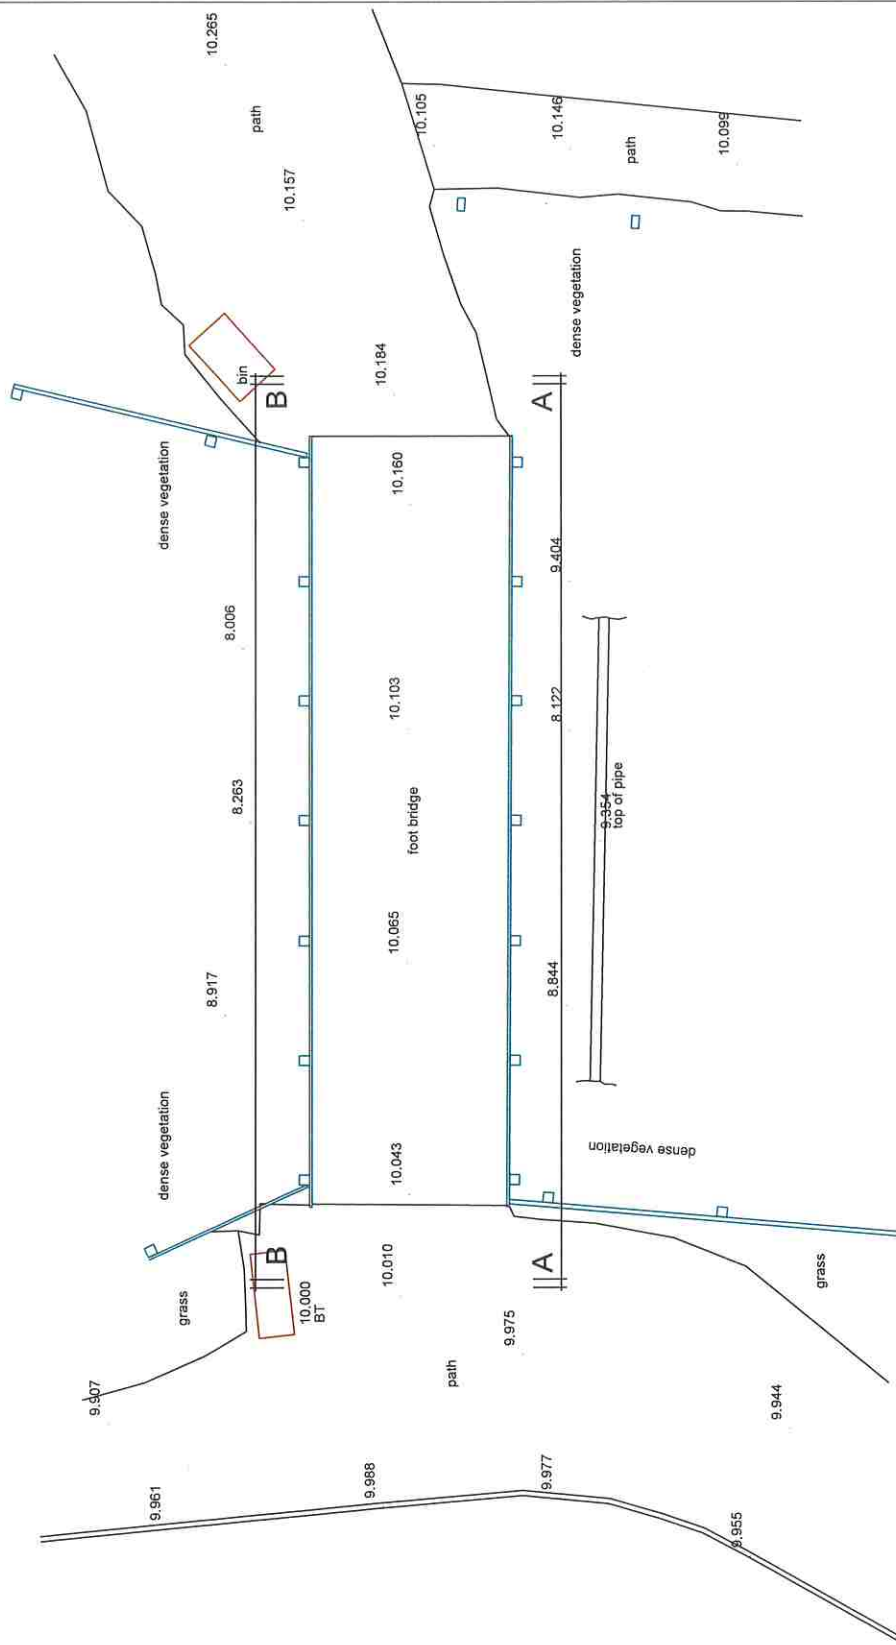 10.265
path
10.157
10.105
10.146
path
10.099
bin
B
10.184
A
dense vegetation
dense vegetation
10.160
9.404
8.006
10.103
8.122
8.263
foot bridge
9.354
top of pipe
10.065
8.917
8.844
dense vegetation
10.043
dense vegetation
B
10.010
A
grass
10.000
BT
grass
9.975
path
9.907
9.944
9.961
9.988
9.977
9.955